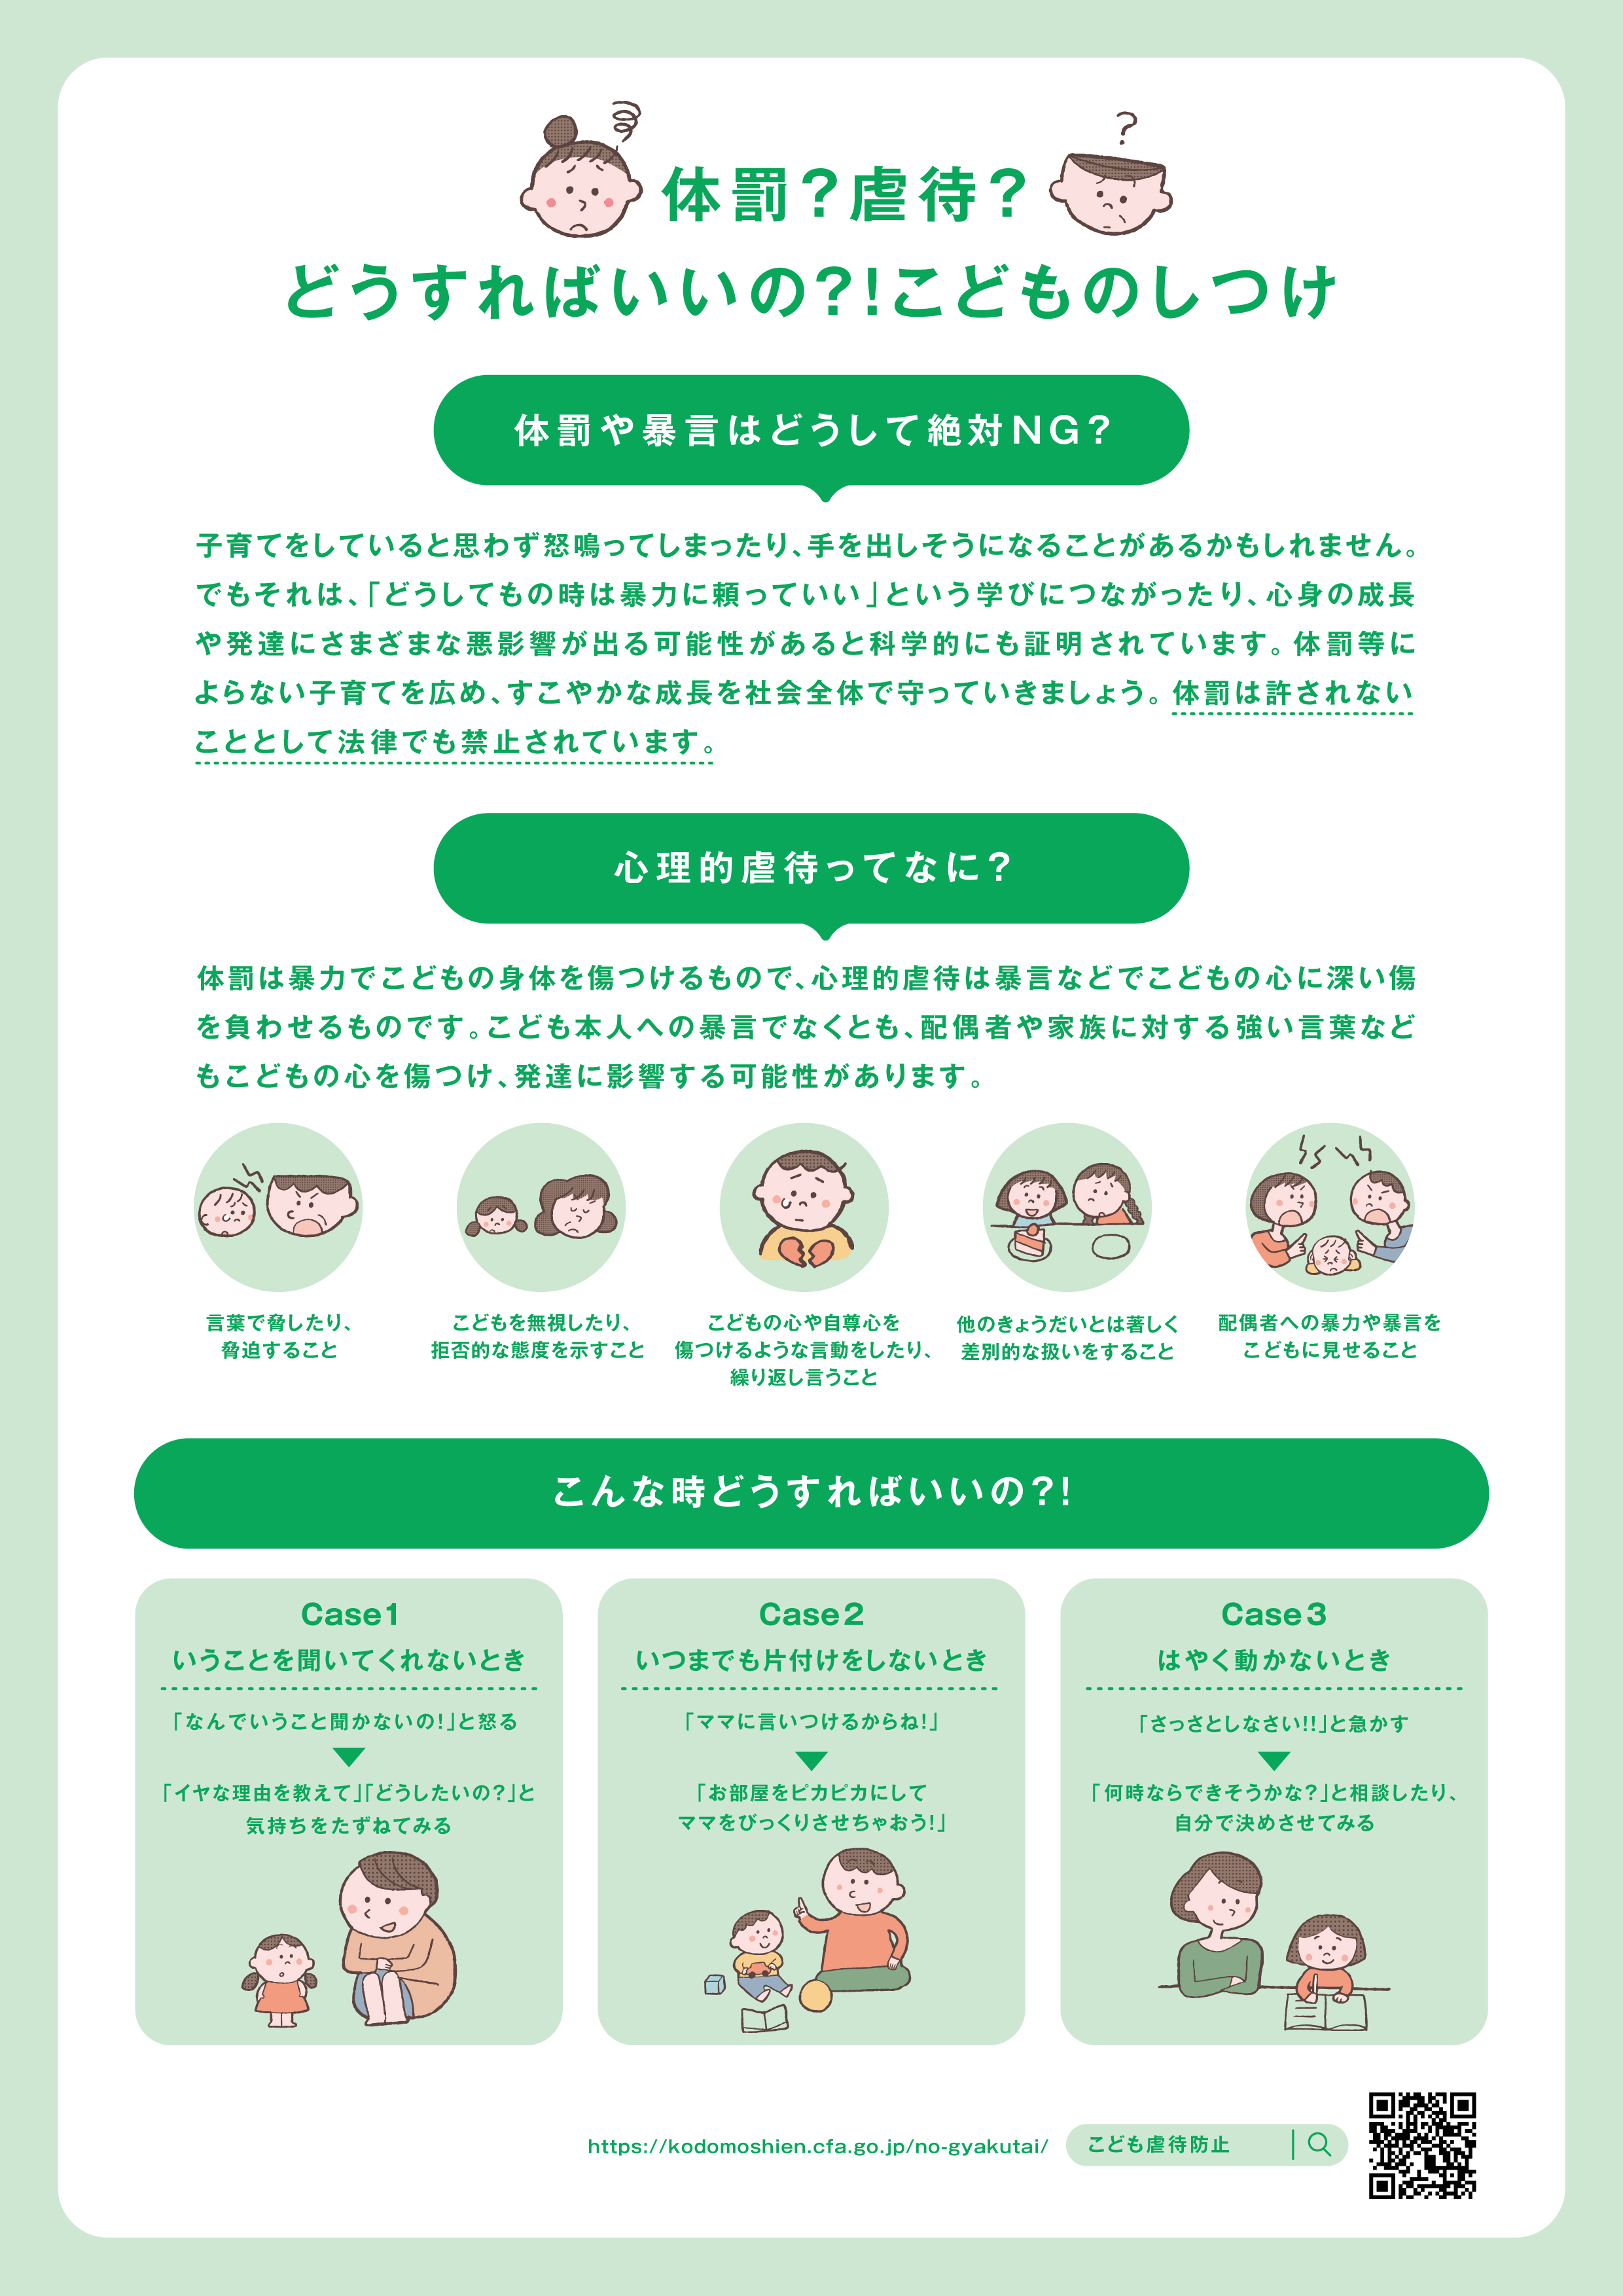 体罰?虐待?
どうすればいいの?!こどものしつけ
体罰や暴言はどうして絶対NG?
子育てをしていると思わず怒鳴ってしまったり、手を出しそうになることがあるかもしれません。
でもそれは、「どうしてもの時は暴力に頼っていい」という学びにつながったり、心身の成長
や発達にさまざまな悪影響が出る可能性があると科学的にも証明されています。体罰等に
よらない子育てを広め、すこやかな成長を社会全体で守っていきましょう。体罰は許されない
こととして法律でも禁止されています。
心理的虐待ってなに?
体罰は暴力でこどもの身体を傷つけるもので、心理的虐待は暴言などでこどもの心に深い傷
を負わせるものです。こども本人への暴言でなくとも、配偶者や家族に対する強い言葉など
もこどもの心を傷つけ、発達に影響する可能性があります。
言葉で脅したり、
脅迫すること
こどもを無視したり、
拒否的な態度を示すこと
こどもの心や自尊心を
傷つけるような言動をしたり、
繰り返し言うこと
他のきょうだいとは著しく
差別的な扱いをすること
配偶者への暴力や暴言を
こどもに見せること
こんな時どうすればいいの?!
Case1
いうことを聞いてくれないとき
「なんでいうこと聞かないの!」と怒る
「イヤな理由を教えて」「どうしたいの?」と
気持ちをたずねてみる
Case2
いつまでも片付けをしないとき
「ママに言いつけるからね!」
「お部屋をピカピカにして
ママをびっくりさせちゃおう!」
Case3
はやく動かないとき
「さっさとしなさい!!」と急かす
「何時ならできそうかな?」と相談したり、
自分で決めさせてみる
https://kodomoshien.cfa.go.jp/no-gyakutai/
こども虐待防止